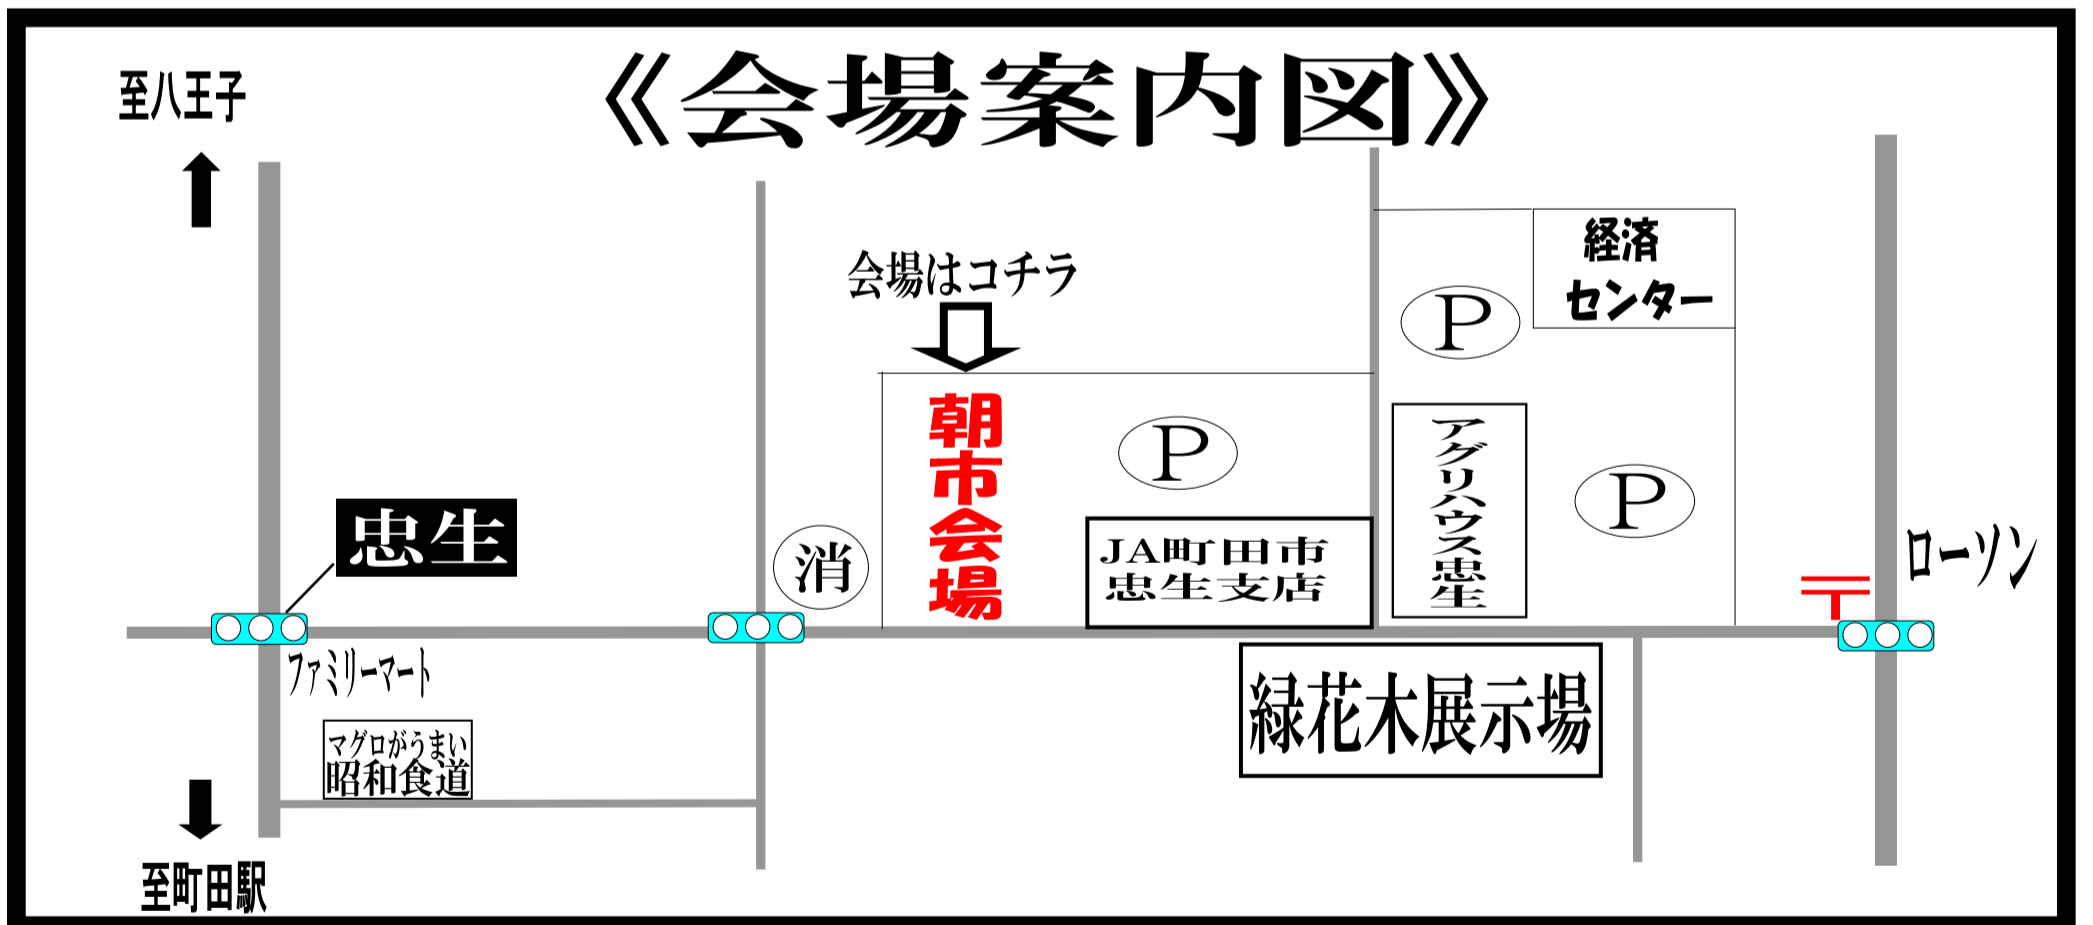 《会場案内図》
至八王子
経済
センター
会場はコチラ
P
朝市会場
P
アグリハウス忠生
P
忠生
消
JA町田市
忠生支店
ローソン
〒
ファミリーマート
緑花木展示場
マグロがうまい
昭和食道
至町田駅